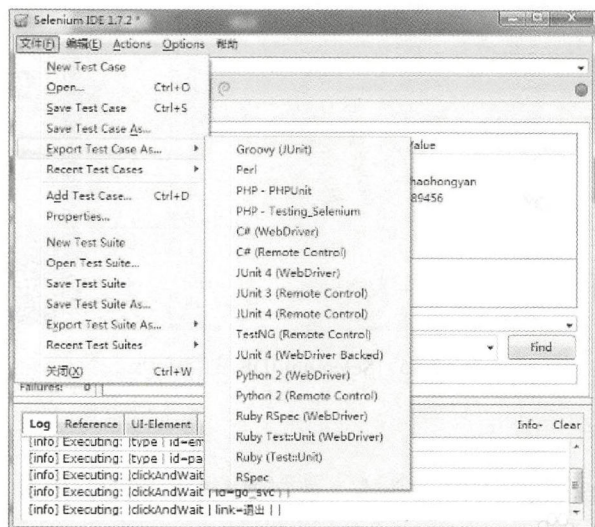 Selenium IDE 1.7.2 *
文件(F) 编辑(E) Actions Options 帮助
New Test Case
Open... Ctrl+O
Save Test Case Ctrl+S
Save Test Case As...
Export Test Case As...
Recent Test Cases
Add Test Case... Ctrl+D
Properties...
New Test Suite
Open Test Suite...
Save Test Suite
Save Test Suite As...
Export Test Suite As...
Recent Test Suites
关闭(X) Ctrl+W
Groovy (JUnit)
Perl
PHP - PHPUnit
PHP - Testing_Selenium
C# (WebDriver)
C# (Remote Control)
JUnit 4 (WebDriver)
JUnit 3 (Remote Control)
JUnit 4 (Remote Control)
TestNG (Remote Control)
JUnit 4 (WebDriver Backed)
Python 2 (WebDriver)
Python 2 (Remote Control)
Ruby RSpec (WebDriver)
Ruby Test::Unit (WebDriver)
Ruby (Test::Unit)
RSpec
haohongyan
89456
Find
Failures: 0
Log Reference UI-Element Info- Clear
[info] Executing: |type | id=em
[info] Executing: |type | id=pa
[info] Executing: |clickAndWait
[info] Executing: |clickAndWait | id=go_svc | |
[info] Executing: |clickAndWait | link=退出 | |